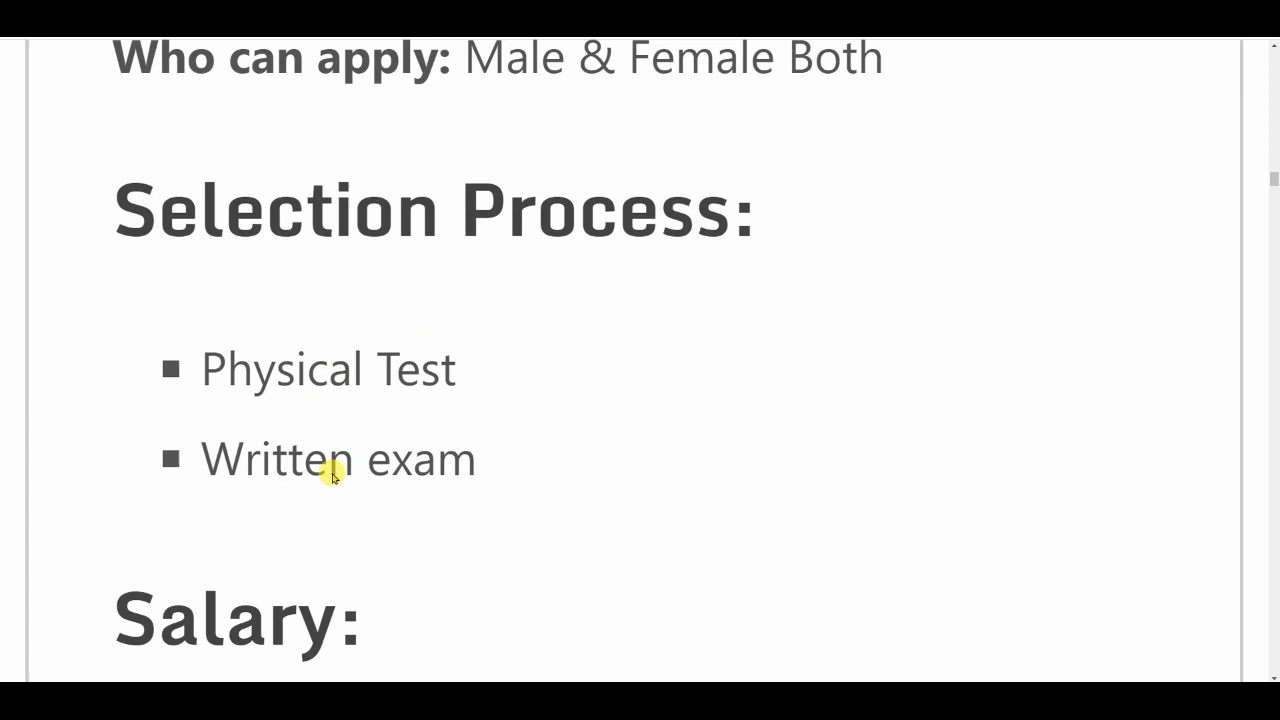 Who can apply: Male & Female Both
Selection Process:
Physical Test
Written exam
Salary: